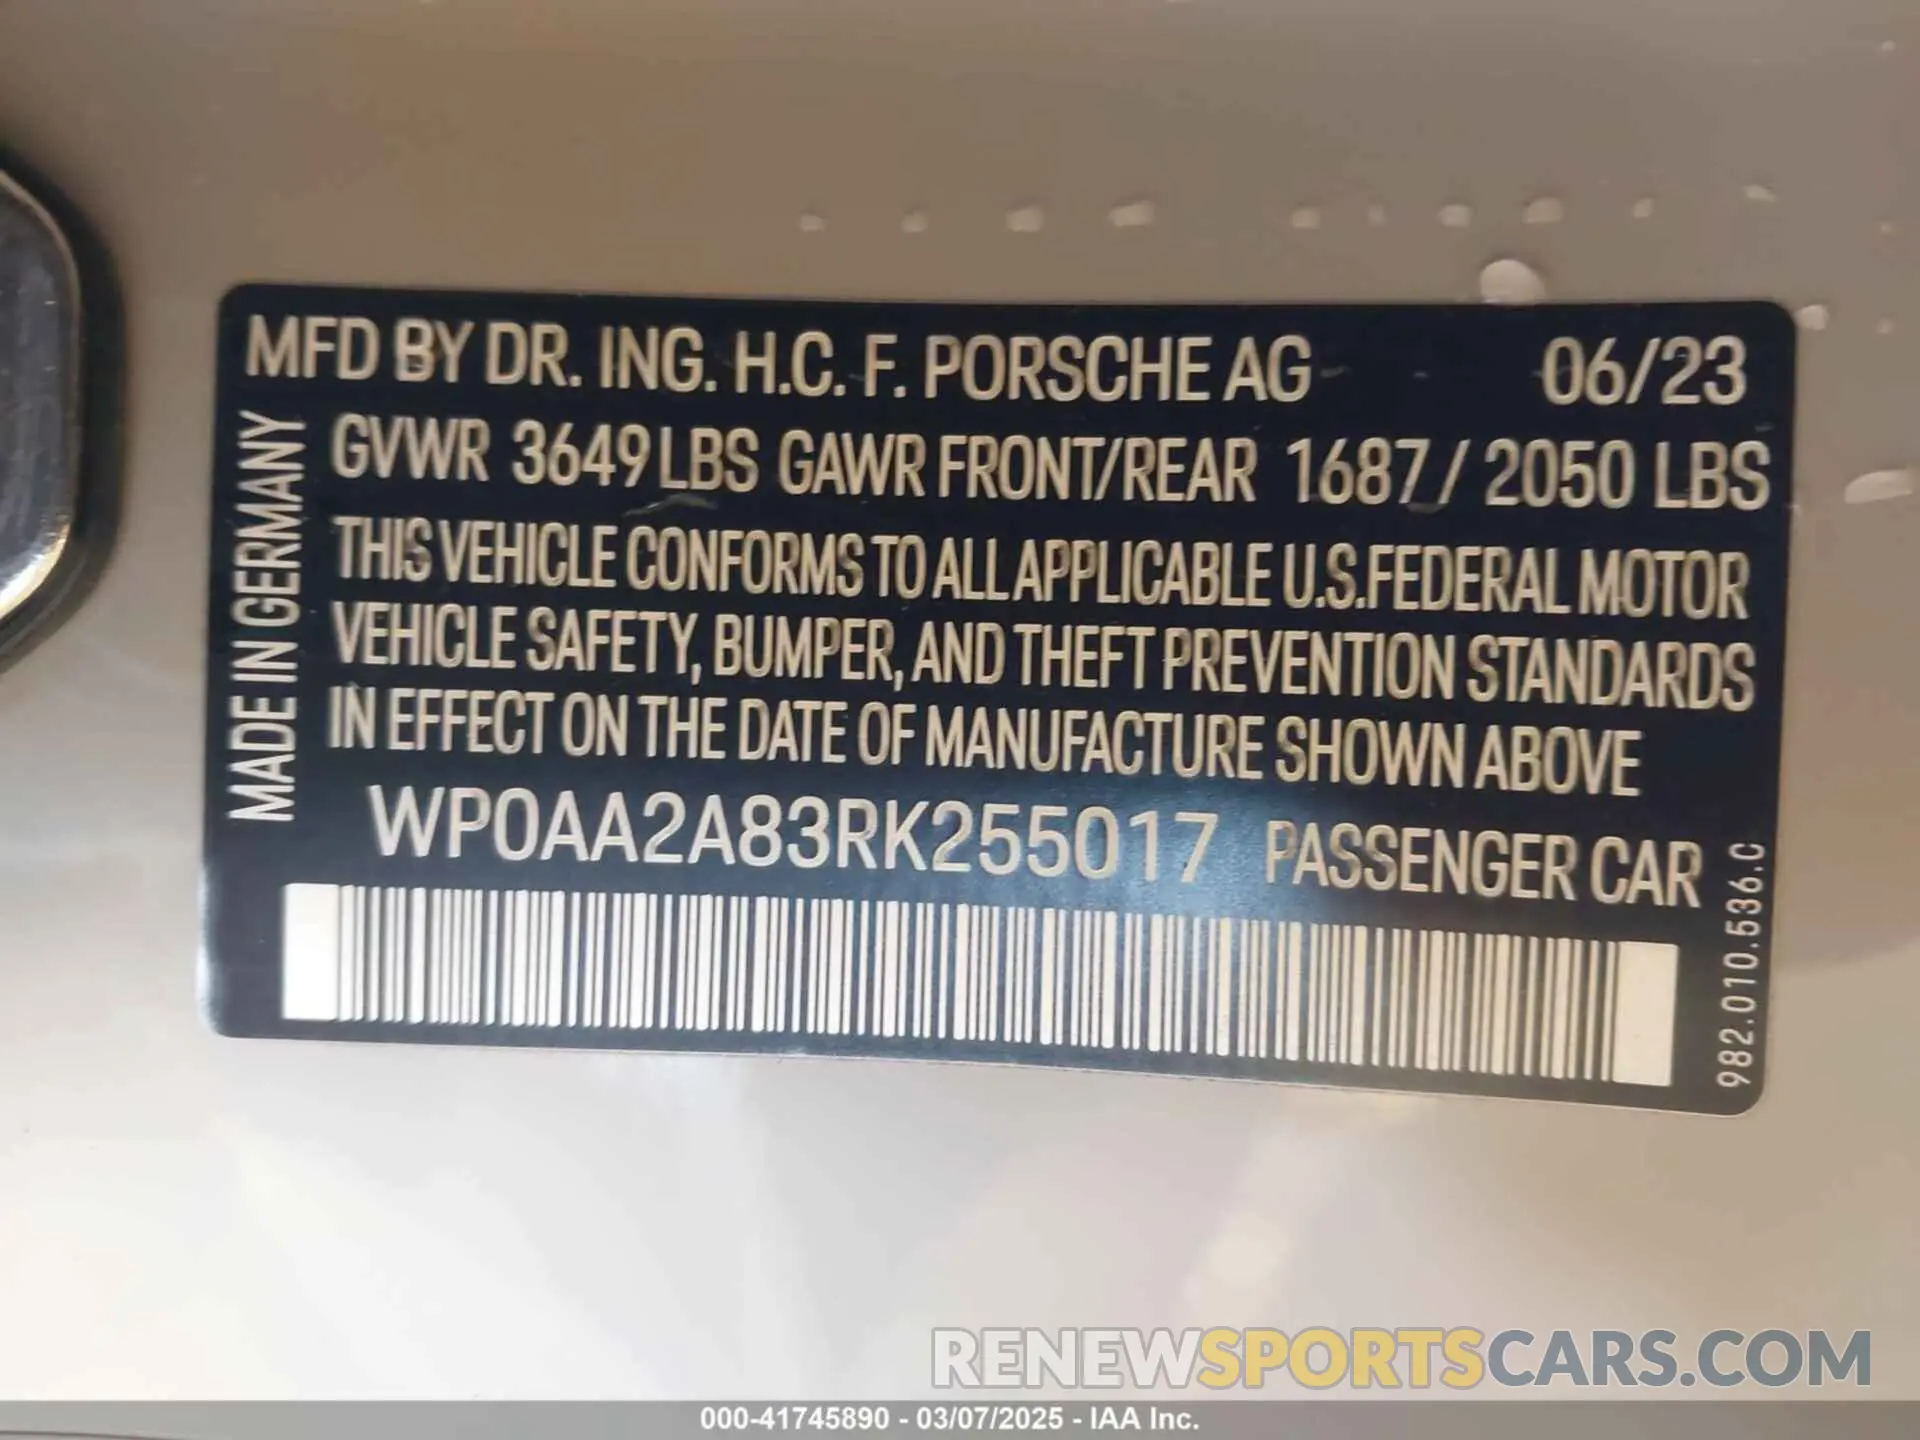 MFD BY DR. ING. H.C. F. PORSCHE AG 06/23
GVWR 3649 LBS GAWR FRONT/REAR 1687 / 2050 LBS
THIS VEHICLE CONFORMS TO ALL APPLICABLE U.S.FEDERAL MOTOR
VEHICLE SAFETY, BUMPER, AND THEFT PREVENTION STANDARDS
IN EFFECT ON THE DATE OF MANUFACTURE SHOWN ABOVE
WP0AA2A83RK255017 PASSENGER CAR
MADE IN GERMANY
982.010.536.C
RENEWSPORTSCARS.COM
000-41745890 - 03/07/2025 - IAA Inc.